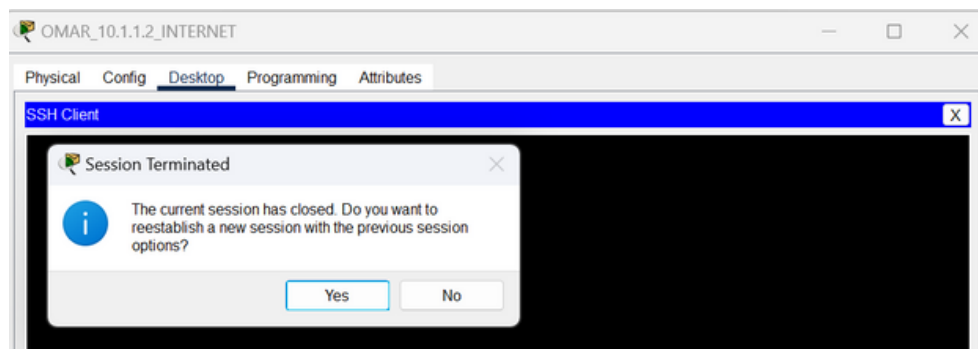 OMAR_10.1.1.2_INTERNET
Physical Config Desktop Programming Attributes
SSH Client X
Session Terminated
i
The current session has closed. Do you want to
reestablish a new session with the previous session
options?
Yes No